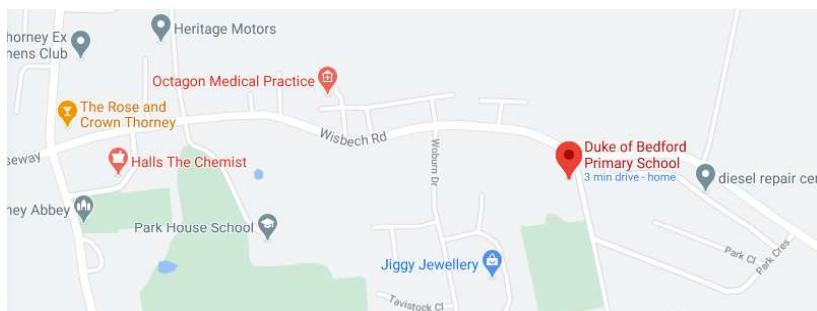 horney Ex
nens Club
Heritage Motors
Octagon Medical Practice
The Rose and
Crown Thorney
Wisbech Rd
seway
Halls The Chemist
Woburn Dr
Duke of Bedford
Primary School
3 min drive - home
diesel repair cen
ney Abbey
Park House School
Park Cl
Park Cres
Jiggy Jewellery
Tavistock Cl